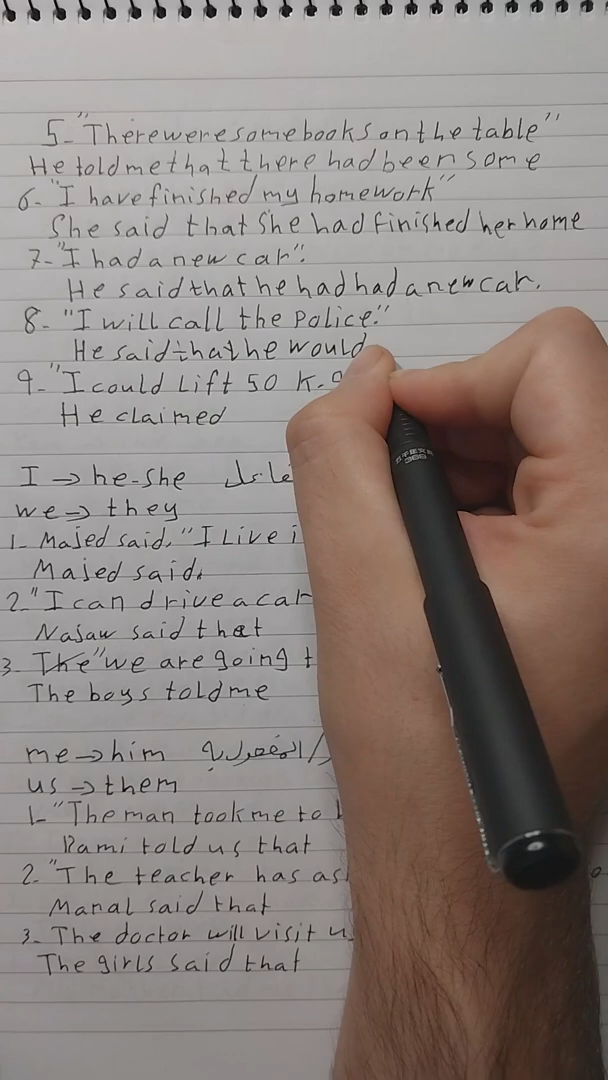 5- "There were some books on the table"
He told me that there had been some
6- "I have finished my homework"
She said that She had finished her home
7- "I had a new car".
He said that he had had a new car.
8- "I will call the Police."
He said that he would
9- "I could Lift 50 K.g
He claimed
I → he-she فاعل
we → they
1- Majed said, "I Live i
Majed said,
2- "I can drive a car
Najaw said that
3. "we are going t
The boys told me
me → him المفعول به
us → them
1- "The man took me to
Rami told us that
2. "The teacher has as
Manal said that
3. The doctor will visit u
The girls said that